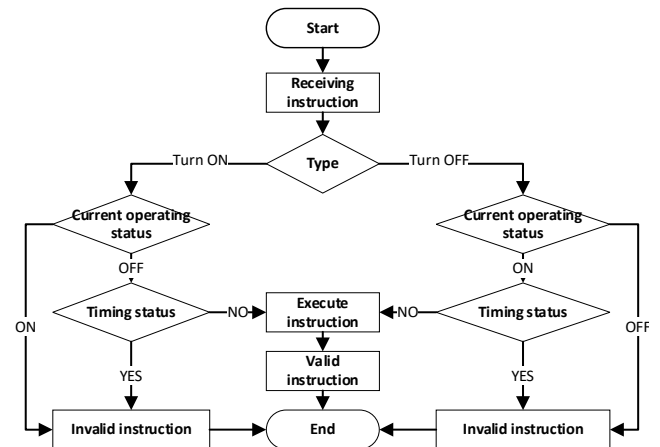 Start
Receiving
instruction
Type
Turn ON
Turn OFF
Current operating
status
Current operating
status
OFF
ON
Timing status
NO
Execute
instruction
NO
Timing status
ON
OFF
YES
Valid
instruction
YES
Invalid instruction
End
Invalid instruction